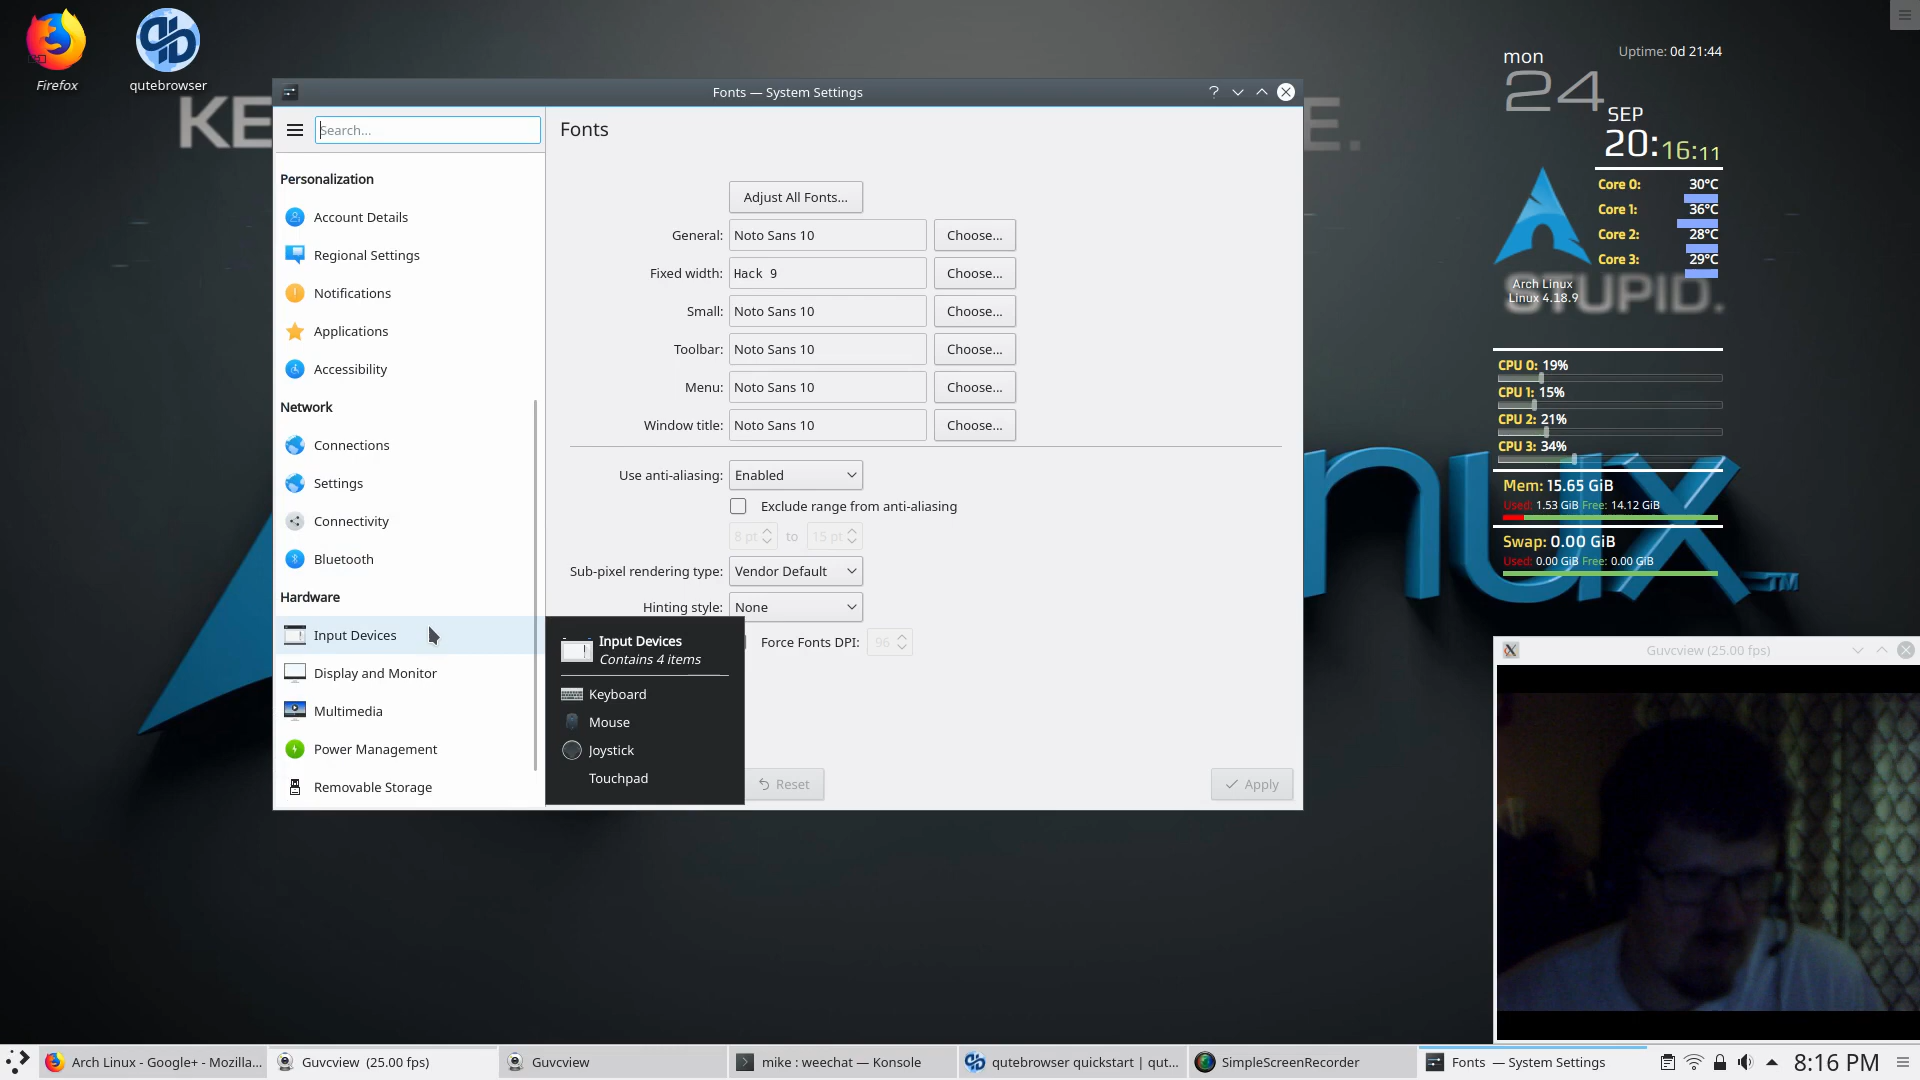 Firefox
qutebrowser
KE
E.
STUPID.
nux
TM
Fonts — System Settings
?
Search...
Personalization
Account Details
Regional Settings
Notifications
Applications
Accessibility
Network
Connections
Settings
Connectivity
Bluetooth
Hardware
Input Devices
Display and Monitor
Multimedia
Power Management
Removable Storage
Fonts
Adjust All Fonts...
General: Noto Sans 10 Choose...
Fixed width: Hack 9 Choose...
Small: Noto Sans 10 Choose...
Toolbar: Noto Sans 10 Choose...
Menu: Noto Sans 10 Choose...
Window title: Noto Sans 10 Choose...
Use anti-aliasing: Enabled
Exclude range from anti-aliasing
8 pt to 15 pt
Sub-pixel rendering type: Vendor Default
Hinting style: None
Force Fonts DPI: 96
Input Devices
Contains 4 items
Keyboard
Mouse
Joystick
Touchpad
Reset
Apply
Uptime: 0d 21:44
mon
24
SEP
20:16:11
Core 0: 30°C
Core 1: 36°C
Core 2: 28°C
Core 3: 29°C
Arch Linux
Linux 4.18.9
CPU 0: 19%
CPU 1: 15%
CPU 2: 21%
CPU 3: 34%
Mem: 15.65 GiB
Used: 1.53 GiB Free: 14.12 GiB
Swap: 0.00 GiB
Used: 0.00 GiB Free: 0.00 GiB
Guvcview (25.00 fps)
Arch Linux - Google+ - Mozilla...
Guvcview (25.00 fps)
Guvcview
mike : weechat — Konsole
qutebrowser quickstart | qut...
SimpleScreenRecorder
Fonts — System Settings
8:16 PM